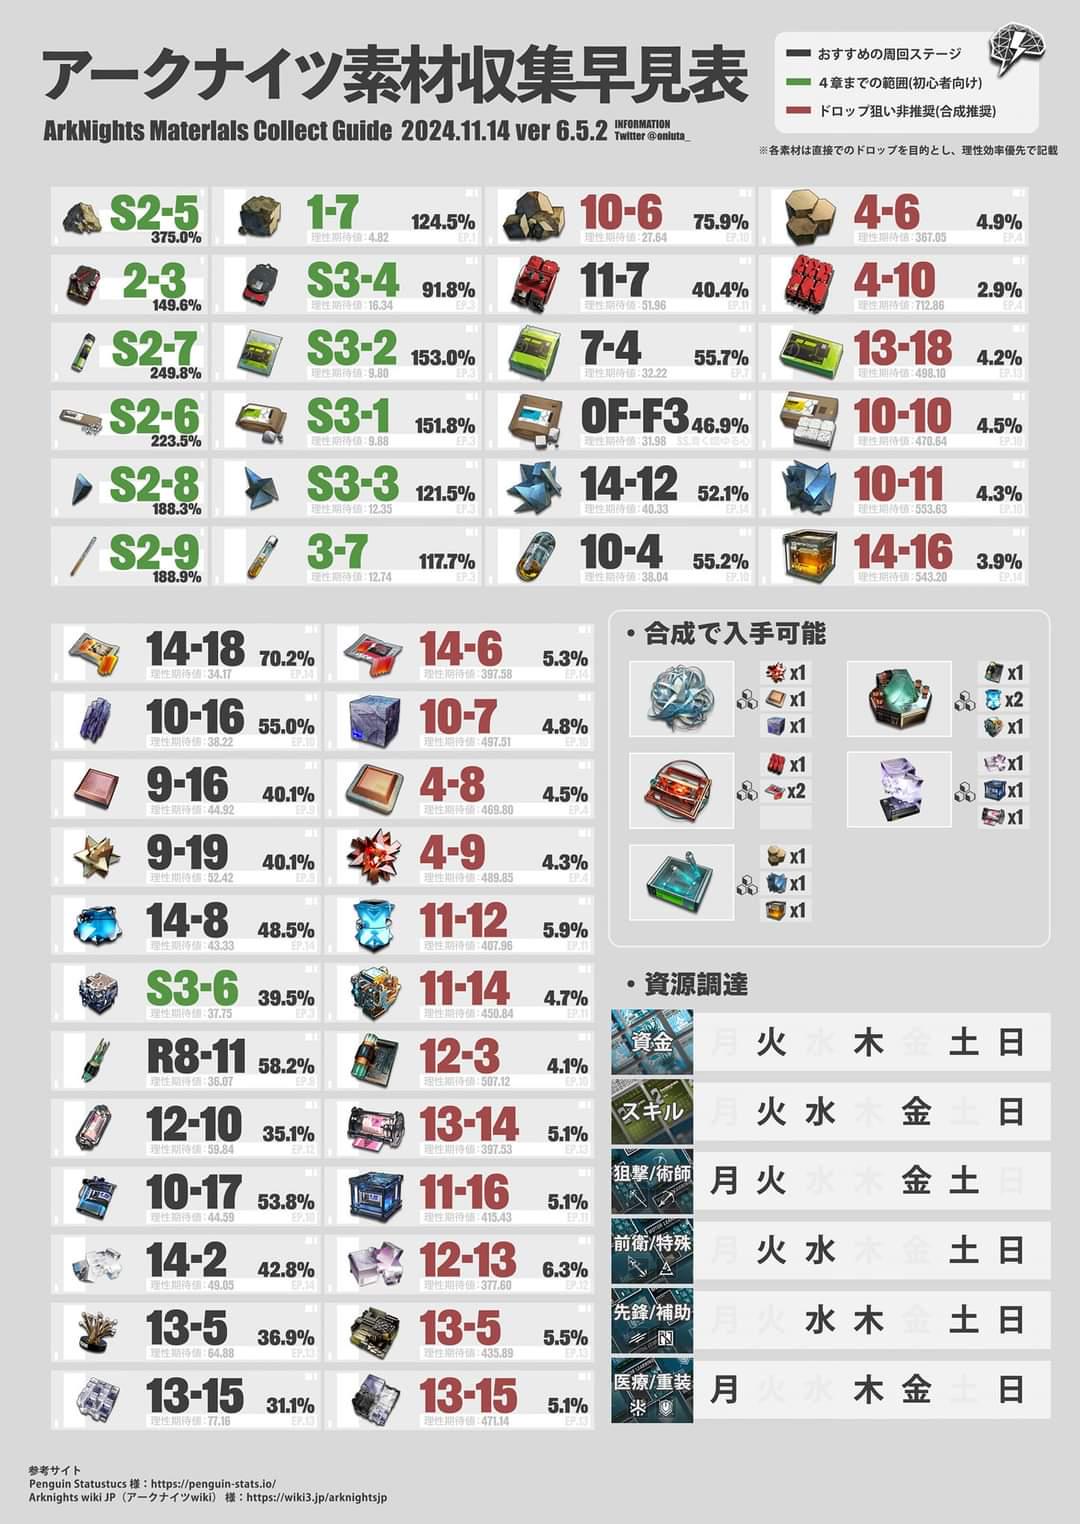 アークナイツ素材収集早見表
ArkNights MaterIals Collect Guide 2024.11.14 ver 6.5.2
INFORMATION
Twitter @oniuta_
おすすめの周回ステージ
4章までの範囲(初心者向け)
ドロップ狙い非推奨(合成推奨)
※各素材は直接でのドロップを目的とし、理性効率優先で記載
S2-5 375.0%
1-7 124.5% 理性期待値:4.82 EP.1
10-6 75.9% 理性期待値:27.64 EP.10
4-6 4.9% 理性期待値:367.05 EP.4
2-3 149.6%
S3-4 91.8% 理性期待値:16.34 EP.3
11-7 40.4% 理性期待値:51.96 EP.11
4-10 2.9% 理性期待値:712.86 EP.4
S2-7 249.8%
S3-2 153.0% 理性期待値:9.80 EP.3
7-4 55.7% 理性期待値:32.22 EP.7
13-18 4.2% 理性期待値:498.10 EP.13
S2-6 223.5%
S3-1 151.8% 理性期待値:9.88 EP.3
OF-F3 46.9% 理性期待値:31.98 SS.青く燃ゆる心
10-10 4.5% 理性期待値:470.64 EP.10
S2-8 188.3%
S3-3 121.5% 理性期待値:12.35 EP.3
14-12 52.1% 理性期待値:40.33 EP.14
10-11 4.3% 理性期待値:553.63 EP.10
S2-9 188.9%
3-7 117.7% 理性期待値:12.74 EP.3
10-4 55.2% 理性期待値:38.04 EP.10
14-16 3.9% 理性期待値:543.20 EP.14
14-18 70.2% 理性期待値:34.17 EP.14
14-6 5.3% 理性期待値:397.58 EP.14
10-16 55.0% 理性期待値:38.22 EP.10
10-7 4.8% 理性期待値:497.51 EP.10
9-16 40.1% 理性期待値:44.92 EP.9
4-8 4.5% 理性期待値:469.80 EP.4
9-19 40.1% 理性期待値:52.42 EP.9
4-9 4.3% 理性期待値:489.85 EP.4
14-8 48.5% 理性期待値:43.33 EP.14
11-12 5.9% 理性期待値:407.96 EP.11
S3-6 39.5% 理性期待値:37.75 EP.3
11-14 4.7% 理性期待値:450.84 EP.11
R8-11 58.2% 理性期待値:36.07 EP.8
12-3 4.1% 理性期待値:507.12 EP.10
12-10 35.1% 理性期待値:59.84 EP.12
13-14 5.1% 理性期待値:397.53 EP.13
10-17 53.8% 理性期待値:44.59 EP.10
11-16 5.1% 理性期待値:415.43 EP.11
14-2 42.8% 理性期待値:49.05 EP.14
12-13 6.3% 理性期待値:377.60 EP.12
13-5 36.9% 理性期待値:64.88 EP.13
13-5 5.5% 理性期待値:435.89 EP.13
13-15 31.1% 理性期待値:77.16 EP.13
13-15 5.1% 理性期待値:471.14 EP.13
・合成で入手可能
x1
x1
x1
x1
x2
x1
x1
x2
x1
x1
x1
x1
x1
x1
・資源調達
資金 月 火 水 木 金 土 日
スキル 月 火 水 木 金 土 日
狙撃/術師 月 火 水 木 金 土 日
前衛/特殊 月 火 水 木 金 土 日
先鋒/補助 月 火 水 木 金 土 日
医療/重装 月 火 水 木 金 土 日
参考サイト
Penguin Statustucs 様：https://penguin-stats.io/
Arknights wiki JP（アークナイツwiki） 様：https://wiki3.jp/arknightsjp